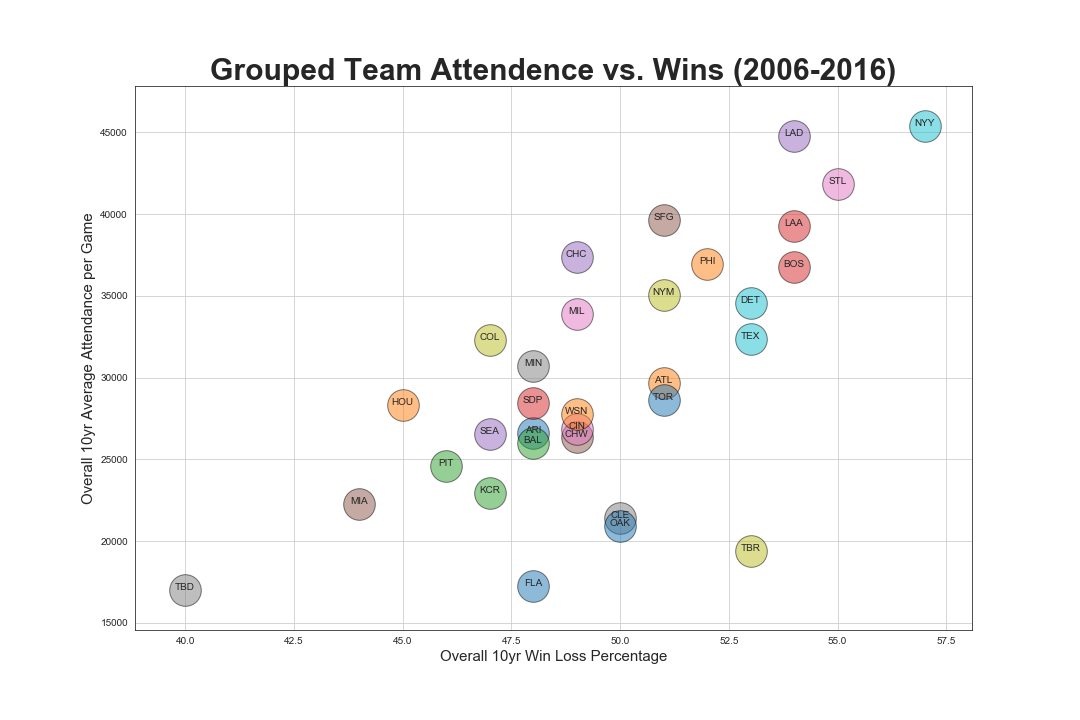 Grouped Team Attendence vs. Wins (2006-2016)
45000
40000
35000
30000
25000
20000
15000
Overall 10yr Average Attendance per Game
NYY
LAD
STL
SFG
LAA
CHC
PHI
BOS
NYM
DET
MIL
TEX
COL
MIN
ATL
TOR
HOU
SDP
WSN
CIN
CHW
SEA
ARI
BAL
PIT
KCR
MIA
CLE
OAK
TBR
FLA
TBD
40.0 42.5 45.0 47.5 50.0 52.5 55.0 57.5
Overall 10yr Win Loss Percentage